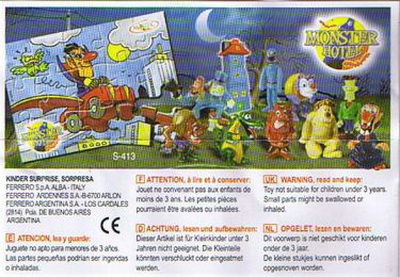 MONSTER
HOTEL
S-413
KINDER SURPRISE, SORPRESA
FERRERO S.p.A. ALBA - ITALY
FERRERO ARDENNES S.A.-B-6700 ARLON
FERRERO ARGENTINA S.A. - LOS CARDALES
(2814) Pcia. DE BUENOS AIRES
ARGENTINA
CE
E ATENCION, lea y guarde:
Juguete no apto para menores de 3 años.
Las partes pequeñas podrian ser ingeridas
o inhaladas.
F ATTENTION, à lire et à conserver:
Jouet ne convenant pas aux enfants de
moins de 3 ans. Les petites pièces
pourraient être avalées ou inhalées.
D ACHTUNG, lesen und aufbewahren:
Dieser Artikel ist für Kleinkinder unter 3
Jahren nicht geeignet. Die Kleinteile
könnten verschluckt oder eingeatmet
werden.
UK WARNING, read and keep:
Toy not suitable for children under 3 years.
Small parts might be swallowed or
inhaled.
NL OPGELET, lezen en bewaren:
Dit voorwerp is niet geschikt voor kinderen
onder de 3 jaar.
De kleine stukjes kunnen ingeslikt of
opgezogen worden.